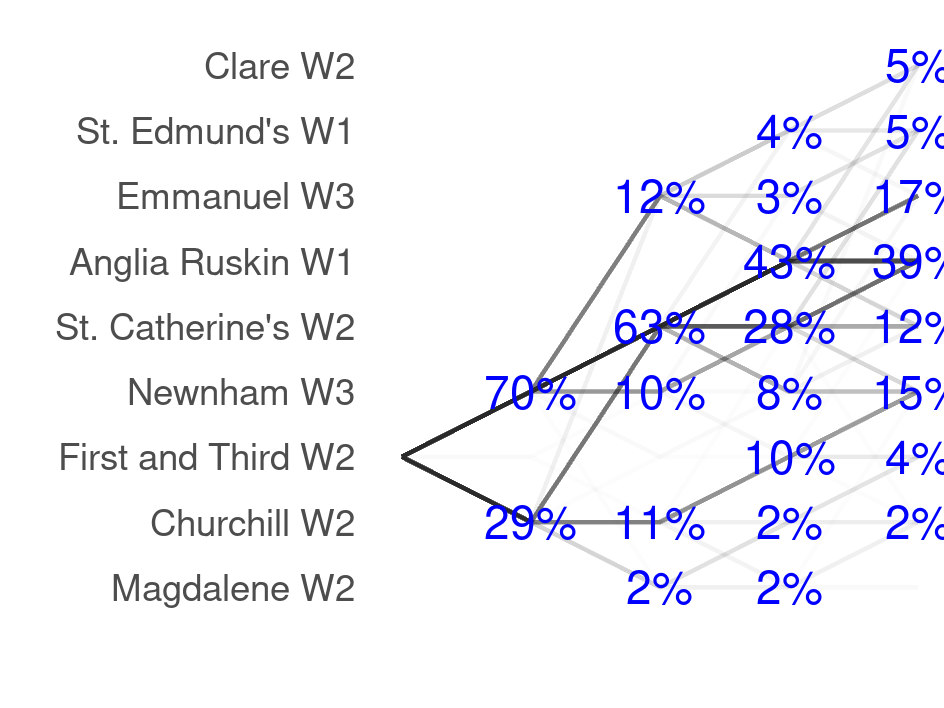 Clare W2 5%
St. Edmund's W1 4% 5%
Emmanuel W3 12% 3% 17%
Anglia Ruskin W1 43% 39%
St. Catherine's W2 63% 28% 12%
Newnham W3 70% 10% 8% 15%
First and Third W2 10% 4%
Churchill W2 29% 11% 2% 2%
Magdalene W2 2% 2%